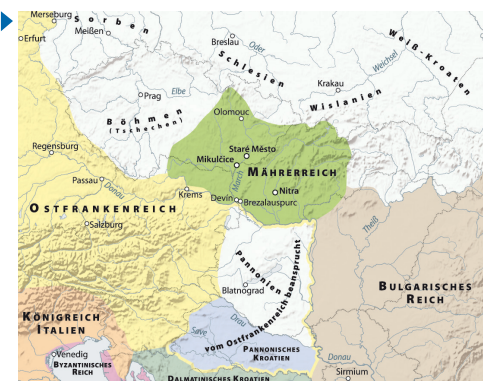 Merseburg
Sorben
Meißen
Erfurt
Breslau
Oder
Weiß-Kroaten
Weichsel
Schlesien
Krakau
Wislanien
Elbe
Prag
Böhmen
(Tschechen)
Olomouc
Regensburg
Staré Město
Mikulčice
MÄHRERREICH
March
Passau
Donau
Krems
Nitra
Devín
Brezalauspurc
OSTFRANKENREICH
Salzburg
Theiß
Pannonien
vom Ostfrankenreich beansprucht
Blatnograd
BULGARISCHES
REICH
KÖNIGREICH
ITALIEN
Drau
Save
PANNONISCHES
KROATIEN
Venedig
BYZANTINISCHES
REICH
Donau
Sirmium
DALMATINISCHES KROATIEN